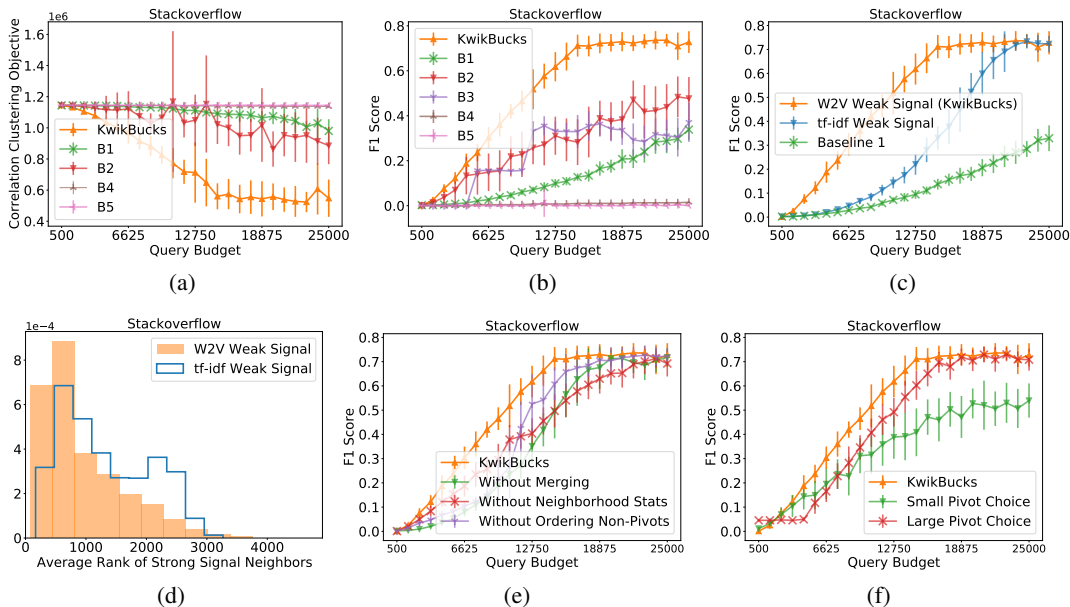 Stackoverflow
1e6
Correlation Clustering Objective
1.6
1.4
1.2
1.0
0.8
0.6
0.4
KwikBucks
B1
B2
B4
B5
500 6625 12750 18875 25000
Query Budget
(a)
Stackoverflow
F1 Score
0.8
0.6
0.4
0.2
0.0
KwikBucks
B1
B2
B3
B4
B5
500 6625 12750 18875 25000
Query Budget
(b)
Stackoverflow
F1 Score
0.8
0.7
0.6
0.5
0.4
0.3
0.2
0.1
0.0
W2V Weak Signal (KwikBucks)
tf-idf Weak Signal
Baseline 1
500 6625 12750 18875 25000
Query Budget
(c)
Stackoverflow
1e−4
8
6
4
2
0
W2V Weak Signal
tf-idf Weak Signal
0 1000 2000 3000 4000
Average Rank of Strong Signal Neighbors
(d)
Stackoverflow
F1 Score
0.8
0.7
0.6
0.5
0.4
0.3
0.2
0.1
0.0
KwikBucks
Without Merging
Without Neighborhood Stats
Without Ordering Non-Pivots
500 6625 12750 18875 25000
Query Budget
(e)
Stackoverflow
F1 Score
0.8
0.7
0.6
0.5
0.4
0.3
0.2
0.1
0.0
KwikBucks
Small Pivot Choice
Large Pivot Choice
500 6625 12750 18875 25000
Query Budget
(f)